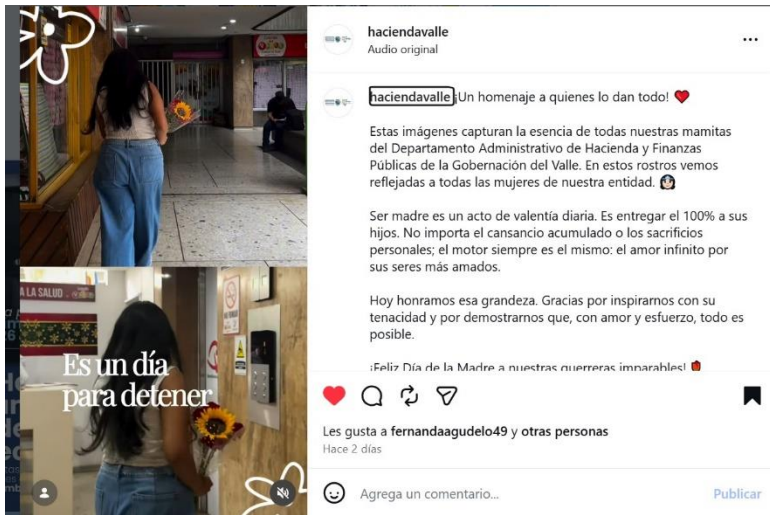 haciendavalle
Audio original
haciendavalle ¡Un homenaje a quienes lo dan todo! ❤️
Estas imágenes capturan la esencia de todas nuestras mamitas
del Departamento Administrativo de Hacienda y Finanzas
Públicas de la Gobernación del Valle. En estos rostros vemos
reflejadas a todas las mujeres de nuestra entidad.
Ser madre es un acto de valentía diaria. Es entregar el 100% a sus
hijos. No importa el cansancio acumulado o los sacrificios
personales; el motor siempre es el mismo: el amor infinito por
sus seres más amados.
Hoy honramos esa grandeza. Gracias por inspirarnos con su
tenacidad y por demostrarnos que, con amor y esfuerzo, todo es
posible.
¡Feliz Día de la Madre a nuestras guerreras imparables!
A LA SALUD
Es un día
para detener
Les gusta a fernandaagudelo49 y otras personas
Hace 2 días
Agrega un comentario...
Publicar